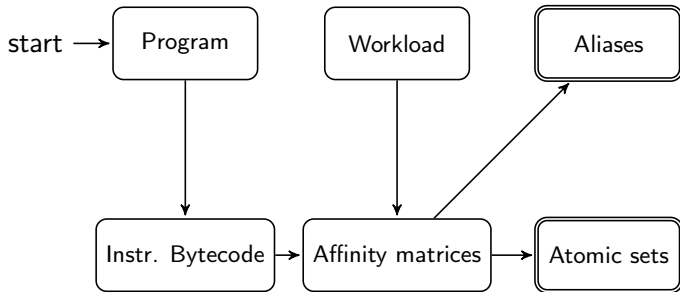 start
Program
Workload
Aliases
Instr. Bytecode
Affinity matrices
Atomic sets